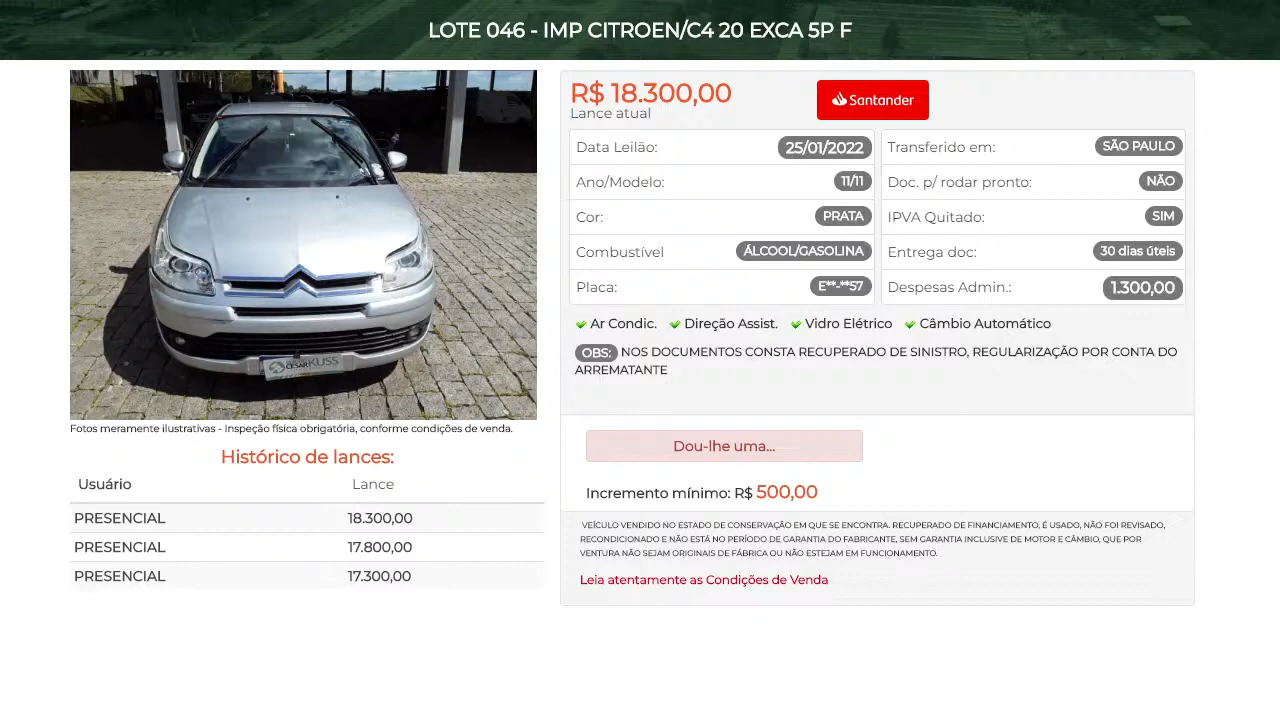 LOTE 046 - IMP CITROEN/C4 20 EXCA 5P F
CESAR KUSS
Fotos meramente ilustrativas - Inspeção física obrigatória, conforme condições de venda.
Histórico de lances:
Usuário Lance
PRESENCIAL 18.300,00
PRESENCIAL 17.800,00
PRESENCIAL 17.300,00
R$ 18.300,00
Lance atual
Santander
Data Leilão: 25/01/2022
Ano/Modelo: 11/11
Cor: PRATA
Combustível ÁLCOOL/GASOLINA
Placa: E**-**57
Transferido em: SÃO PAULO
Doc. p/ rodar pronto: NÃO
IPVA Quitado: SIM
Entrega doc: 30 dias úteis
Despesas Admin.: 1.300,00
Ar Condic. Direção Assist. Vidro Elétrico Câmbio Automático
OBS: NOS DOCUMENTOS CONSTA RECUPERADO DE SINISTRO, REGULARIZAÇÃO POR CONTA DO
ARREMATANTE
Dou-lhe uma...
Incremento mínimo: R$ 500,00
VEÍCULO VENDIDO NO ESTADO DE CONSERVAÇÃO EM QUE SE ENCONTRA. RECUPERADO DE FINANCIAMENTO, É USADO, NÃO FOI REVISADO,
RECONDICIONADO E NÃO ESTÁ NO PERÍODO DE GARANTIA DO FABRICANTE, SEM GARANTIA INCLUSIVE DE MOTOR E CÂMBIO, QUE POR
VENTURA NÃO SEJAM ORIGINAIS DE FÁBRICA OU NÃO ESTEJAM EM FUNCIONAMENTO.
Leia atentamente as Condições de Venda